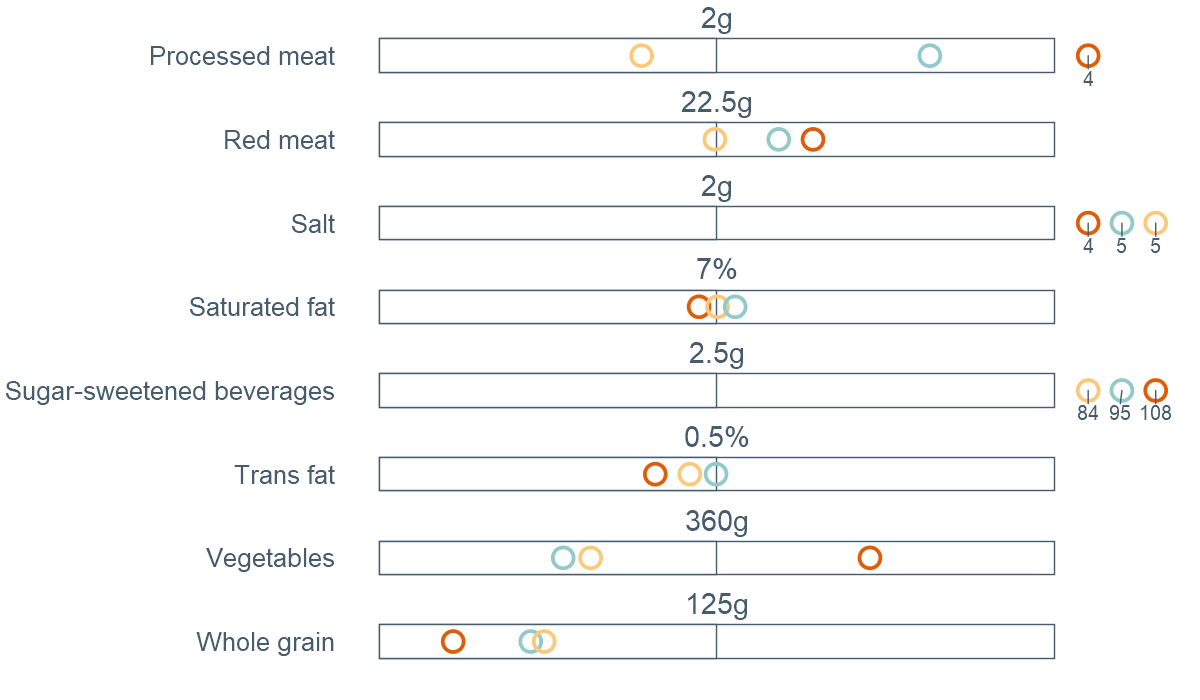 2g
Processed meat
4
22.5g
Red meat
2g
Salt
4 5 5
7%
Saturated fat
2.5g
Sugar-sweetened beverages
84 95 108
0.5%
Trans fat
360g
Vegetables
125g
Whole grain